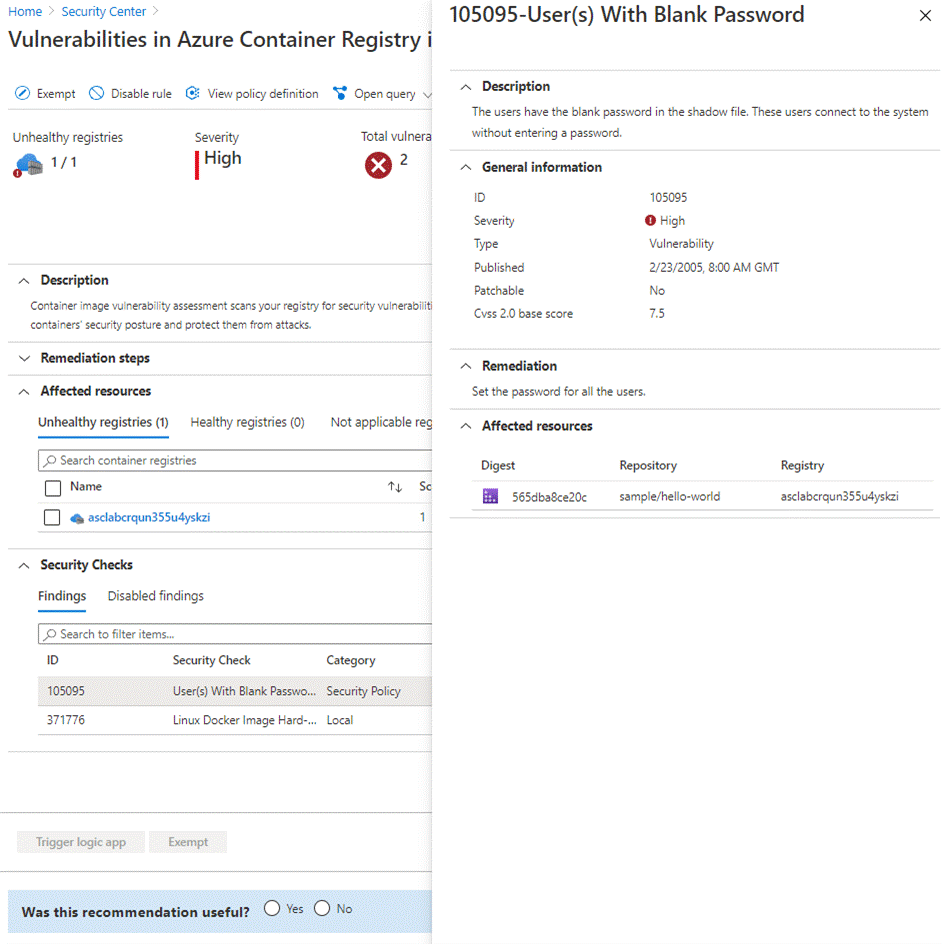 Home > Security Center >
Vulnerabilities in Azure Container Registry i
Exempt Disable rule View policy definition Open query
Unhealthy registries
1 / 1
Severity
High
Total vulnera
2
Description
Container image vulnerability assessment scans your registry for security vulnerabiliti
containers' security posture and protect them from attacks.
Remediation steps
Affected resources
Unhealthy registries (1) Healthy registries (0) Not applicable reg
Search container registries
Name ↑↓ Sc
asclabcrqun355u4yskzi 1
Security Checks
Findings Disabled findings
Search to filter items...
ID Security Check Category
105095 User(s) With Blank Passwo... Security Policy
371776 Linux Docker Image Hard-... Local
Trigger logic app Exempt
Was this recommendation useful? Yes No
105095-User(s) With Blank Password
Description
The users have the blank password in the shadow file. These users connect to the system
without entering a password.
General information
ID 105095
Severity High
Type Vulnerability
Published 2/23/2005, 8:00 AM GMT
Patchable No
Cvss 2.0 base score 7.5
Remediation
Set the password for all the users.
Affected resources
Digest Repository Registry
565dba8ce20c sample/hello-world asclabcrqun355u4yskzi